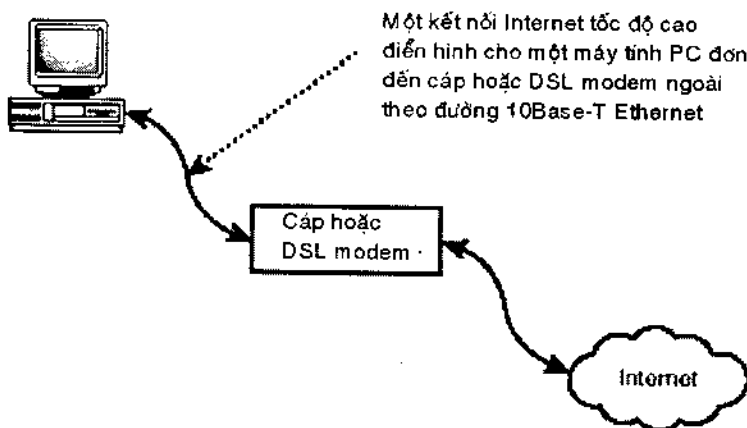 Một kết nối Internet tốc độ cao
điển hình cho một máy tính PC đơn
đến cáp hoặc DSL modem ngoài
theo đường 10Base-T Ethernet
Cáp hoặc
DSL modem
Internet